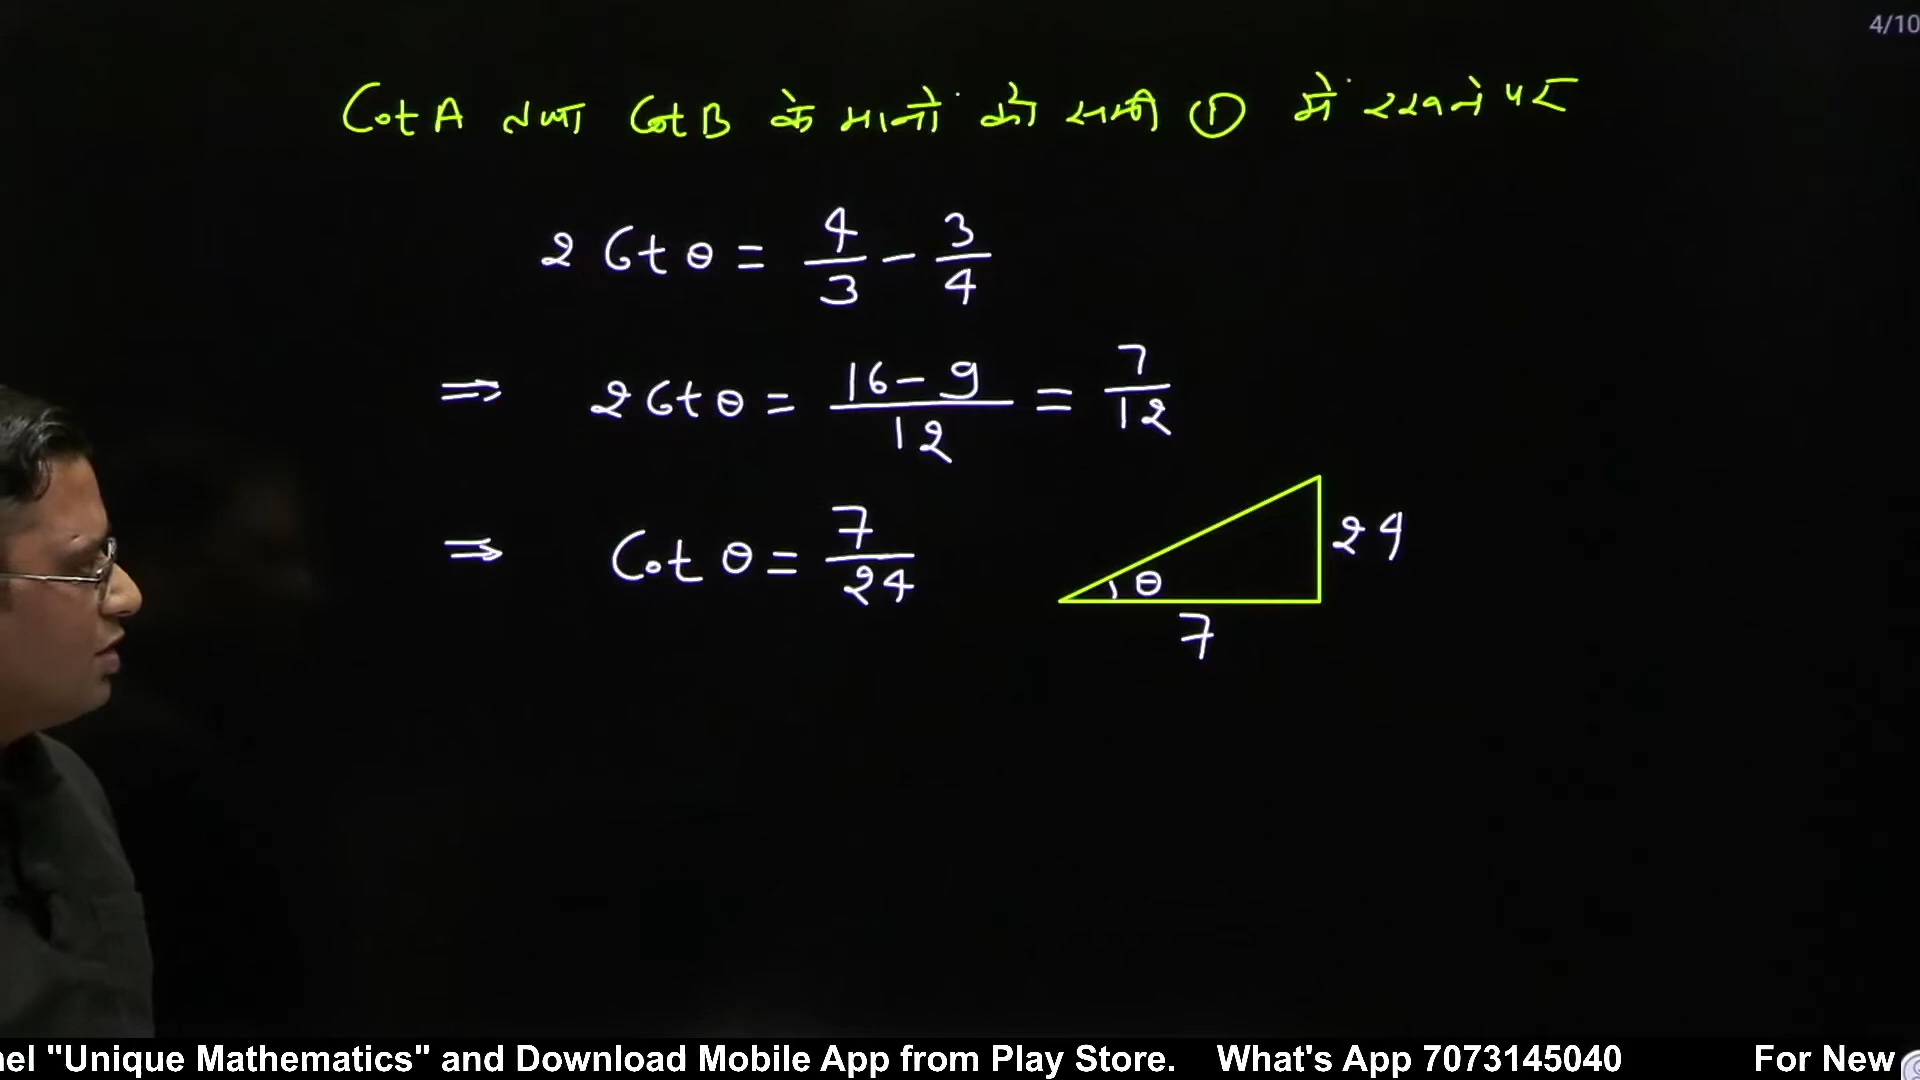 4/10
Cot A तथा Cot B के मानों को समी ① में रखने पर
2 Cot θ = 4/3 - 3/4
⇒ 2 Cot θ = 16-9/12 = 7/12
⇒ Cot θ = 7/24
24
θ
7
nel "Unique Mathematics" and Download Mobile App from Play Store. What's App 7073145040 For New